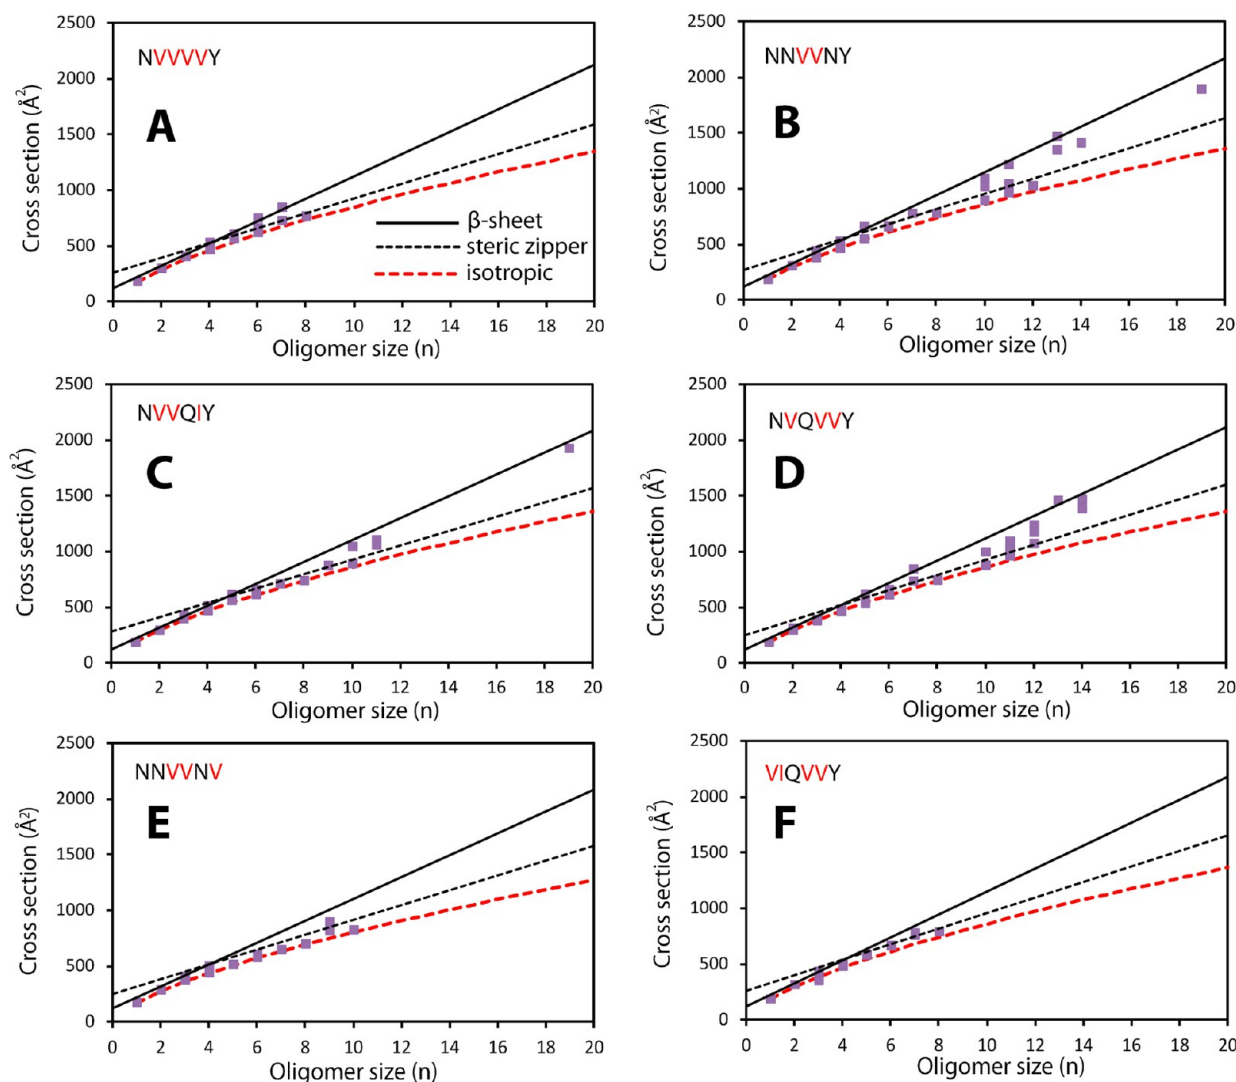 2500
2000
1500
1000
500
0
Cross section (Å²)
NVVVVY
A
β-sheet
steric zipper
isotropic
0 2 4 6 8 10 12 14 16 18 20
Oligomer size (n)
2500
2000
1500
1000
500
0
Cross section (Å²)
NNVVNY
B
0 2 4 6 8 10 12 14 16 18 20
Oligomer size (n)
2500
2000
1500
1000
500
0
Cross section (Å²)
NVVQIY
C
0 2 4 6 8 10 12 14 16 18 20
Oligomer size (n)
2500
2000
1500
1000
500
0
Cross section (Å²)
NVQVVY
D
0 2 4 6 8 10 12 14 16 18 20
Oligomer size (n)
2500
2000
1500
1000
500
0
Cross section (Å²)
NNVVNV
E
0 2 4 6 8 10 12 14 16 18 20
Oligomer size (n)
2500
2000
1500
1000
500
0
Cross section (Å²)
VIQVVY
F
0 2 4 6 8 10 12 14 16 18 20
Oligomer size (n)